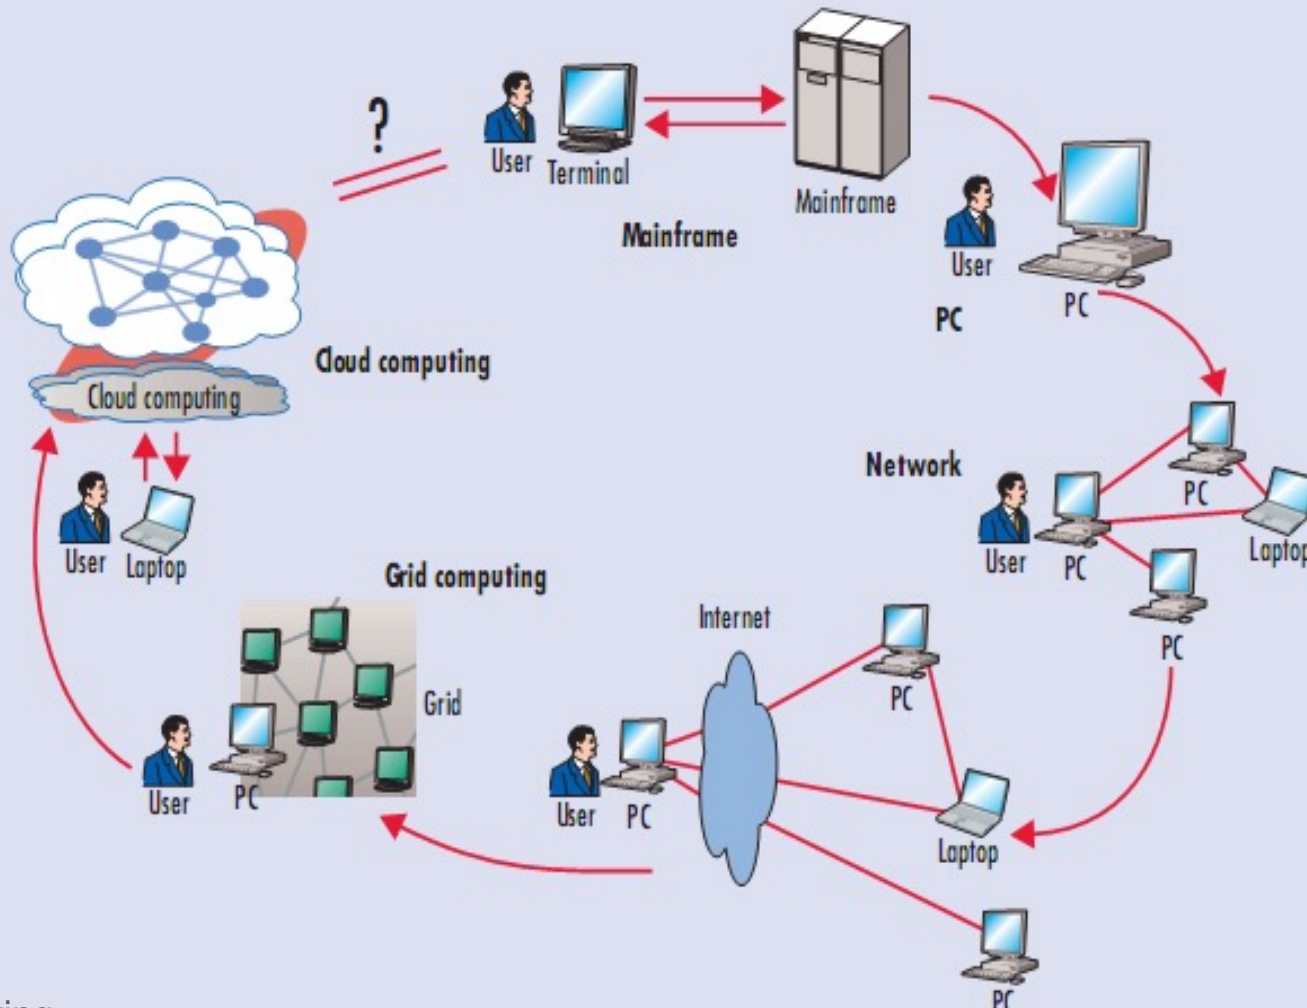 ?
User
Terminal
Mainframe
Mainframe
User
PC
PC
Cloud computing
Cloud computing
User
Laptop
Network
User
PC
PC
Laptop
PC
Grid computing
Grid
User
PC
Internet
User
PC
PC
Laptop
PC